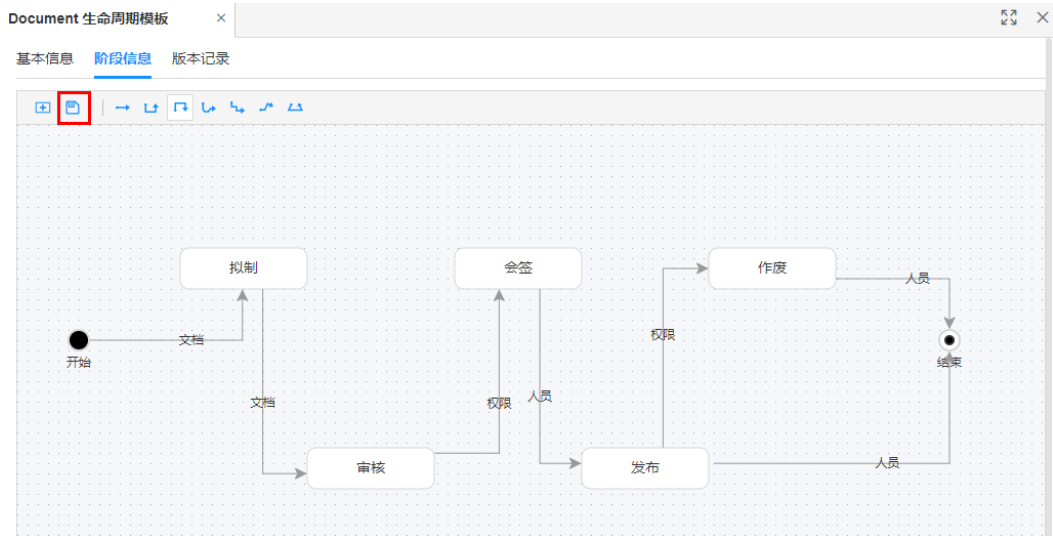 Document 生命周期模板
基本信息 阶段信息 版本记录
拟制
会签
作废
人员
文档
权限
开始
结束
文档
权限
人员
审核
发布
人员